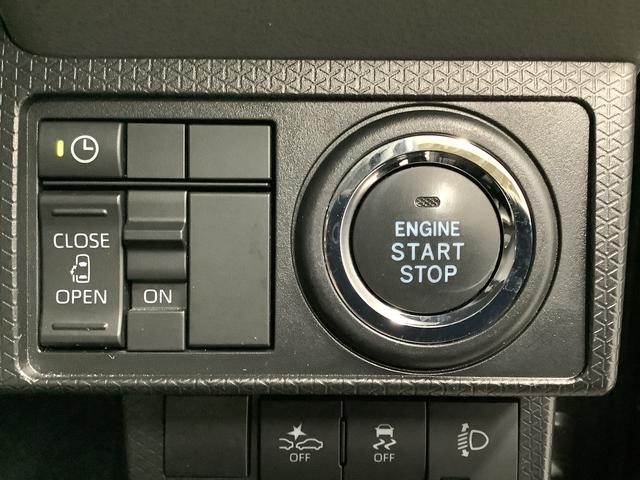 CLOSE
OPEN
ON
ENGINE
START
STOP
OFF
OFF